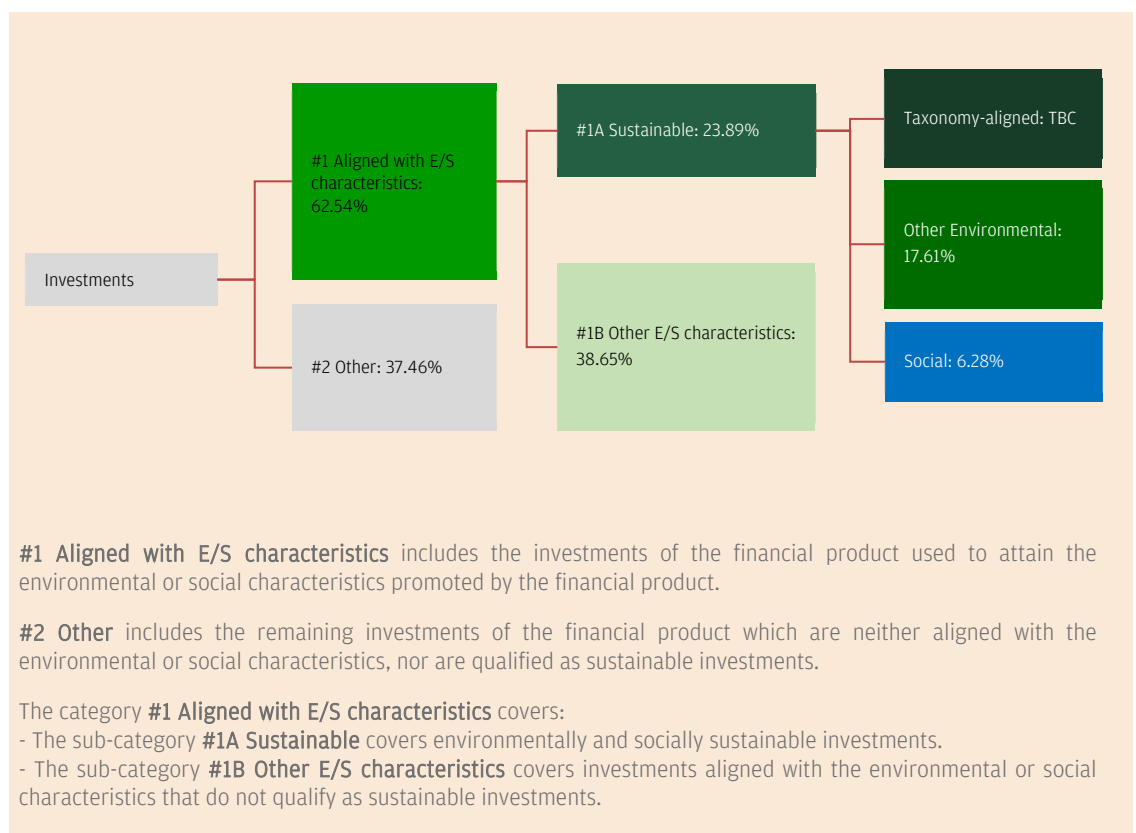 Investments
#1 Aligned with E/S
characteristics:
62.54%
#2 Other: 37.46%
#1A Sustainable: 23.89%
#1B Other E/S characteristics:
38.65%
Taxonomy-aligned: TBC
Other Environmental:
17.61%
Social: 6.28%
#1 Aligned with E/S characteristics includes the investments of the financial product used to attain the
environmental or social characteristics promoted by the financial product.
#2 Other includes the remaining investments of the financial product which are neither aligned with the
environmental or social characteristics, nor are qualified as sustainable investments.
The category #1 Aligned with E/S characteristics covers:
- The sub-category #1A Sustainable covers environmentally and socially sustainable investments.
- The sub-category #1B Other E/S characteristics covers investments aligned with the environmental or social
characteristics that do not qualify as sustainable investments.